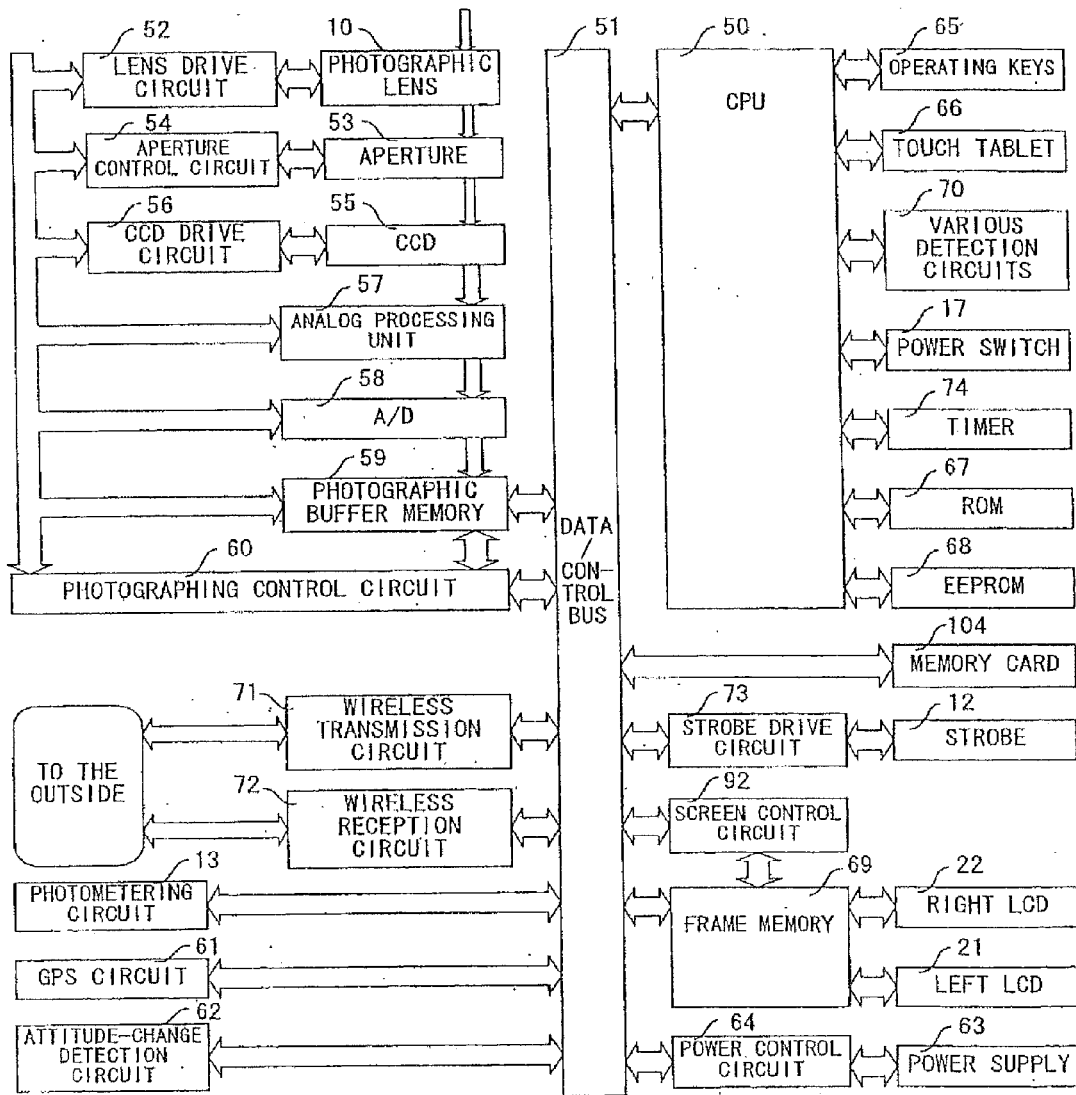 52
LENS DRIVE
CIRCUIT
10
PHOTOGRAPHIC
LENS
54
APERTURE
CONTROL CIRCUIT
53
APERTURE
56
CCD DRIVE
CIRCUIT
55
CCD
57
ANALOG PROCESSING
UNIT
58
A/D
59
PHOTOGRAPHIC
BUFFER MEMORY
60
PHOTOGRAPHING CONTROL CIRCUIT
71
WIRELESS
TRANSMISSION
CIRCUIT
TO THE
OUTSIDE
72
WIRELESS
RECEPTION
CIRCUIT
13
PHOTOMETERING
CIRCUIT
61
GPS CIRCUIT
62
ATTITUDE-CHANGE
DETECTION
CIRCUIT
51
DATA
/
CON-
TROL
BUS
50
CPU
65
OPERATING KEYS
66
TOUCH TABLET
70
VARIOUS
DETECTION
CIRCUITS
17
POWER SWITCH
74
TIMER
67
ROM
68
EEPROM
104
MEMORY CARD
73
STROBE DRIVE
CIRCUIT
12
STROBE
92
SCREEN CONTROL
CIRCUIT
69
FRAME MEMORY
22
RIGHT LCD
21
LEFT LCD
64
POWER CONTROL
CIRCUIT
63
POWER SUPPLY